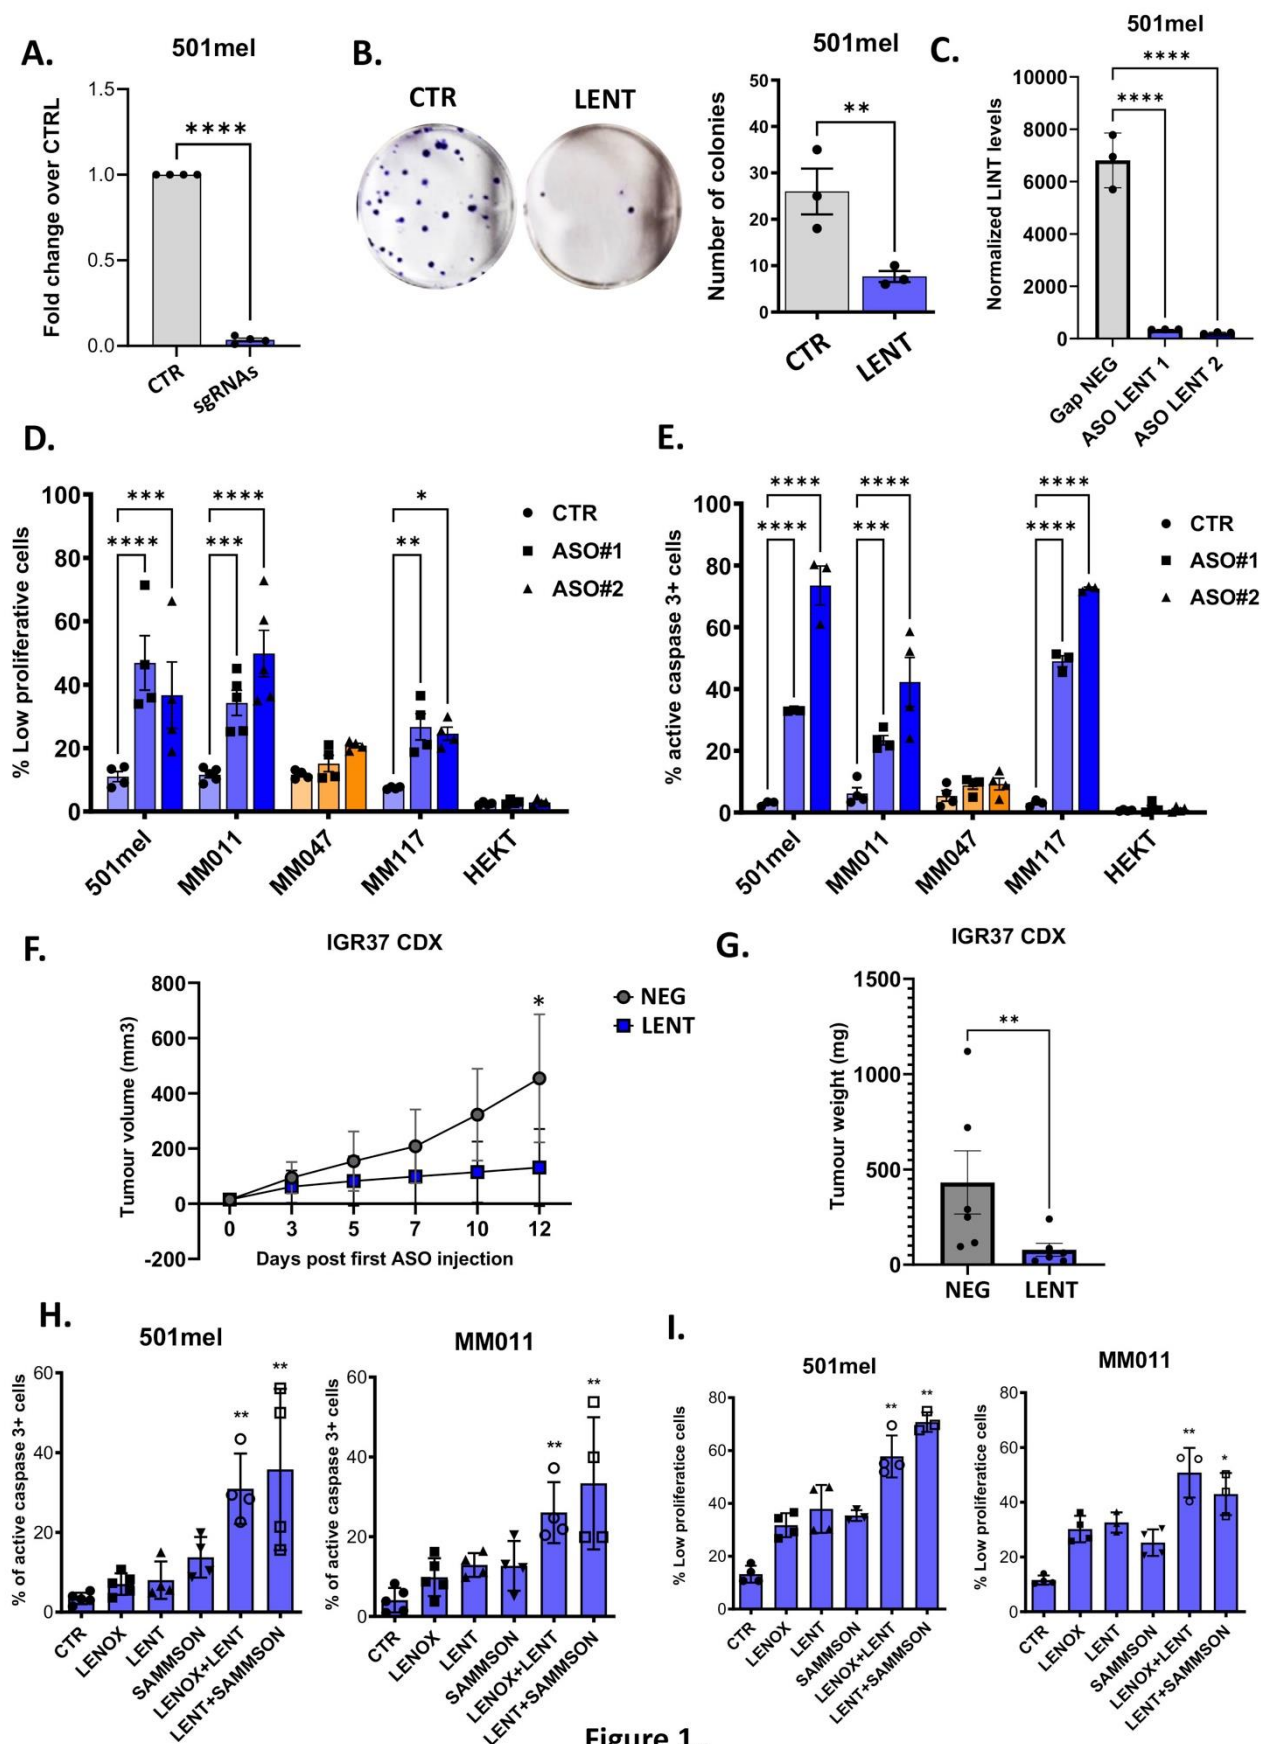 A.
501mel
Fold change over CTRL
1.5
1.0
0.5
0.0
****
CTR
sgRNAs
B.
CTR
LENT
501mel
Number of colonies
50
40
30
20
10
0
**
CTR
LENT
C.
501mel
Normalized LINT levels
10000
8000
6000
4000
2000
0
****
****
Gap NEG
ASO LENT 1
ASO LENT 2
D.
% Low proliferative cells
100
80
60
40
20
0
*** **** *
**** *** **
CTR
ASO#1
ASO#2
501mel
MM011
MM047
MM117
HEKT
E.
% active caspase 3+ cells
100
80
60
40
20
0
**** **** ****
**** *** ****
CTR
ASO#1
ASO#2
501mel
MM011
MM047
MM117
HEKT
F.
IGR37 CDX
Tumour volume (mm3)
800
600
400
200
0
-200
*
NEG
LENT
0 3 5 7 10 12
Days post first ASO injection
G.
IGR37 CDX
Tumour weight (mg)
1500
1000
500
0
**
NEG
LENT
H.
501mel
% of active caspase 3+ cells
60
40
20
0
** **
CTR
LENOX
LENT
SAMMSON
LENOX+LENT
LENT+SAMMSON
MM011
% of active caspase 3+ cells
60
40
20
0
** **
CTR
LENOX
LENT
SAMMSON
LENOX+LENT
LENT+SAMMSON
I.
501mel
% Low proliferatice cells
80
60
40
20
0
** **
CTR
LENOX
LENT
SAMMSON
LENOX+LENT
LENT+SAMMSON
MM011
% Low proliferatice cells
80
60
40
20
0
** *
CTR
LENOX
LENT
SAMMSON
LENOX+LENT
LENT+SAMMSON
Figure 1